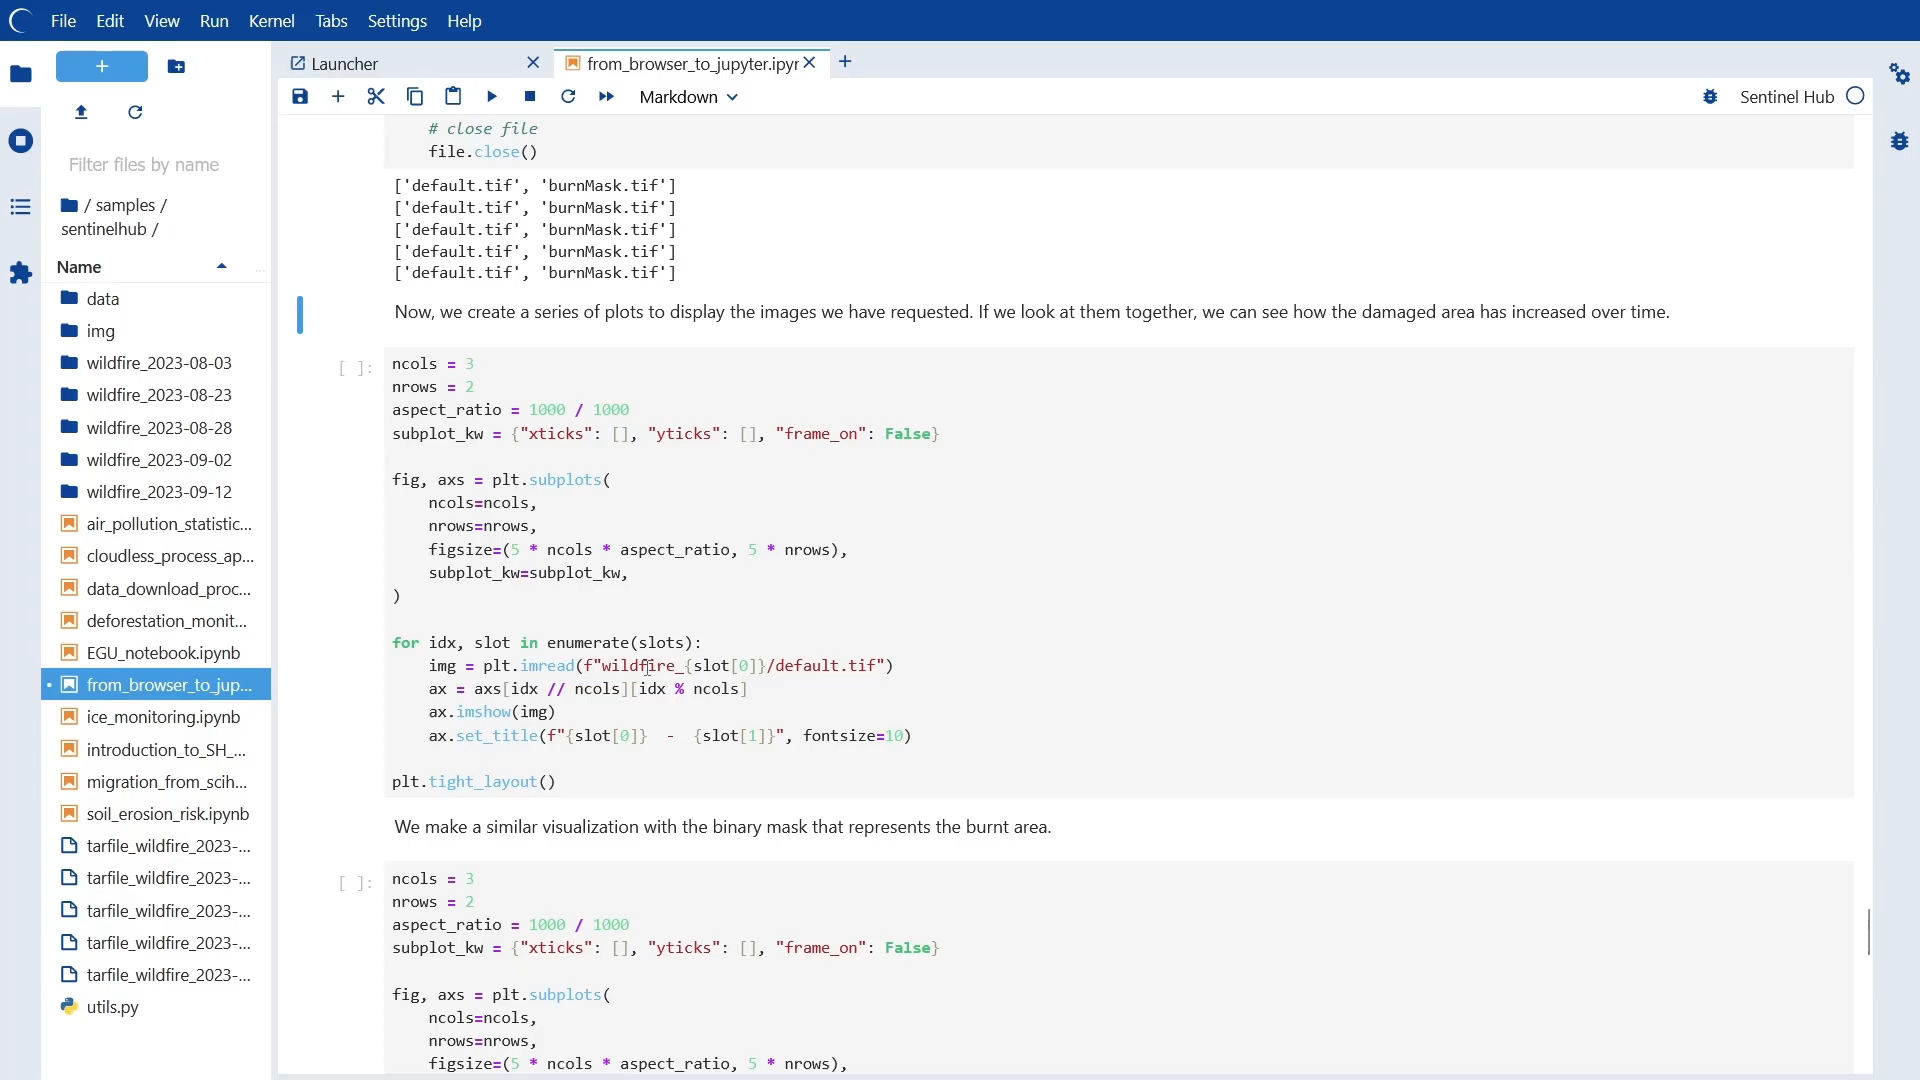 File Edit View Run Kernel Tabs Settings Help
+
Filter files by name
/ samples /
sentinelhub /
Name
data
img
wildfire_2023-08-03
wildfire_2023-08-23
wildfire_2023-08-28
wildfire_2023-09-02
wildfire_2023-09-12
air_pollution_statistic...
cloudless_process_ap...
data_download_proc...
deforestation_monit...
EGU_notebook.ipynb
from_browser_to_jup...
ice_monitoring.ipynb
introduction_to_SH_...
migration_from_scih...
soil_erosion_risk.ipynb
tarfile_wildfire_2023-...
tarfile_wildfire_2023-...
tarfile_wildfire_2023-...
tarfile_wildfire_2023-...
tarfile_wildfire_2023-...
utils.py
Launcher
from_browser_to_jupyter.ipyr
Markdown
Sentinel Hub
# close file
file.close()
['default.tif', 'burnMask.tif']
['default.tif', 'burnMask.tif']
['default.tif', 'burnMask.tif']
['default.tif', 'burnMask.tif']
['default.tif', 'burnMask.tif']
Now, we create a series of plots to display the images we have requested. If we look at them together, we can see how the damaged area has increased over time.
[ ]:
ncols = 3
nrows = 2
aspect_ratio = 1000 / 1000
subplot_kw = {"xticks": [], "yticks": [], "frame_on": False}
fig, axs = plt.subplots(
ncols=ncols,
nrows=nrows,
figsize=(5 * ncols * aspect_ratio, 5 * nrows),
subplot_kw=subplot_kw,
)
for idx, slot in enumerate(slots):
img = plt.imread(f"wildfire_{slot[0]}/default.tif")
ax = axs[idx // ncols][idx % ncols]
ax.imshow(img)
ax.set_title(f"{slot[0]}  -  {slot[1]}", fontsize=10)
plt.tight_layout()
We make a similar visualization with the binary mask that represents the burnt area.
[ ]:
ncols = 3
nrows = 2
aspect_ratio = 1000 / 1000
subplot_kw = {"xticks": [], "yticks": [], "frame_on": False}
fig, axs = plt.subplots(
ncols=ncols,
nrows=nrows,
figsize=(5 * ncols * aspect_ratio, 5 * nrows),